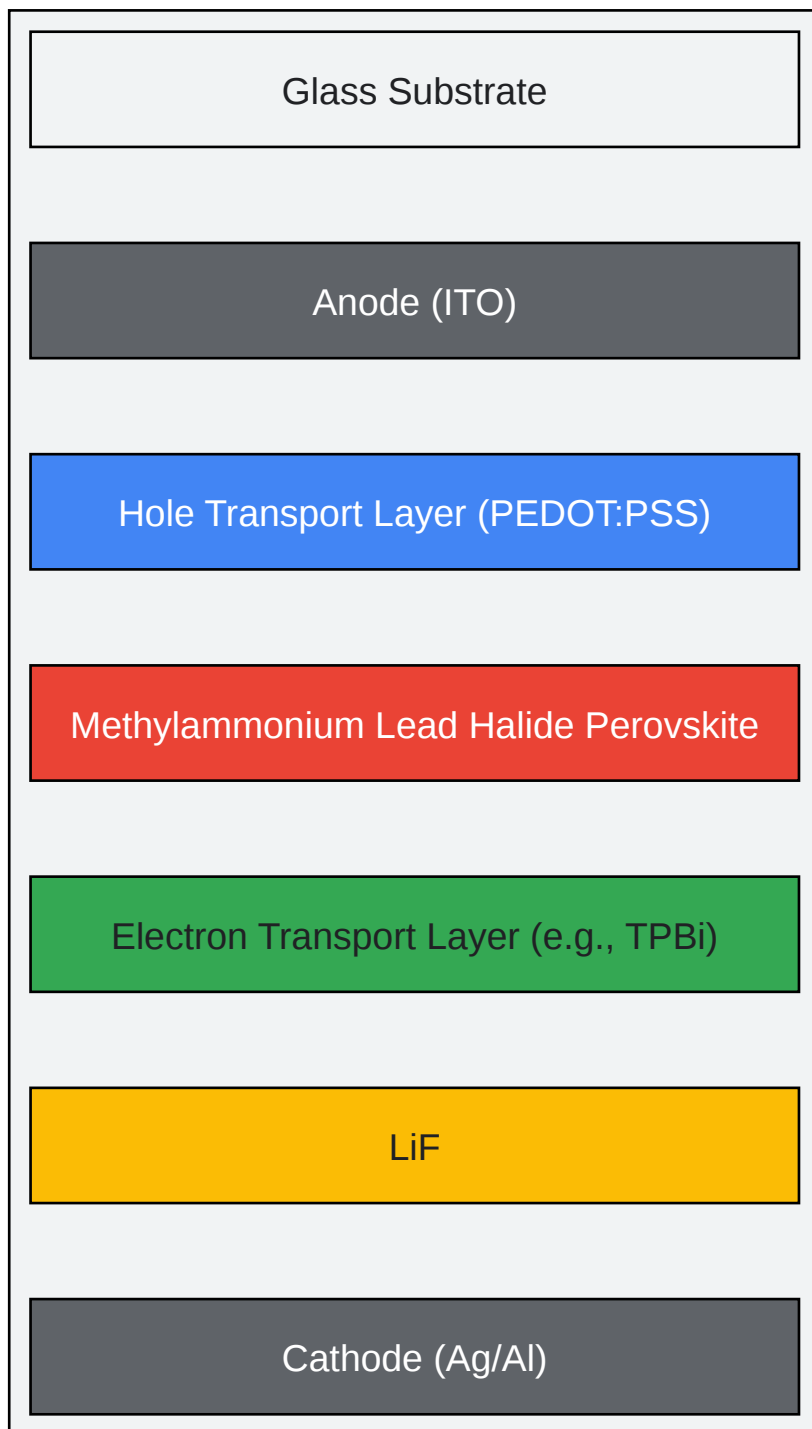 Glass Substrate
Anode (ITO)
Hole Transport Layer (PEDOT:PSS)
Methylammonium Lead Halide Perovskite
Electron Transport Layer (e.g., TPBi)
LiF
Cathode (Ag/Al)